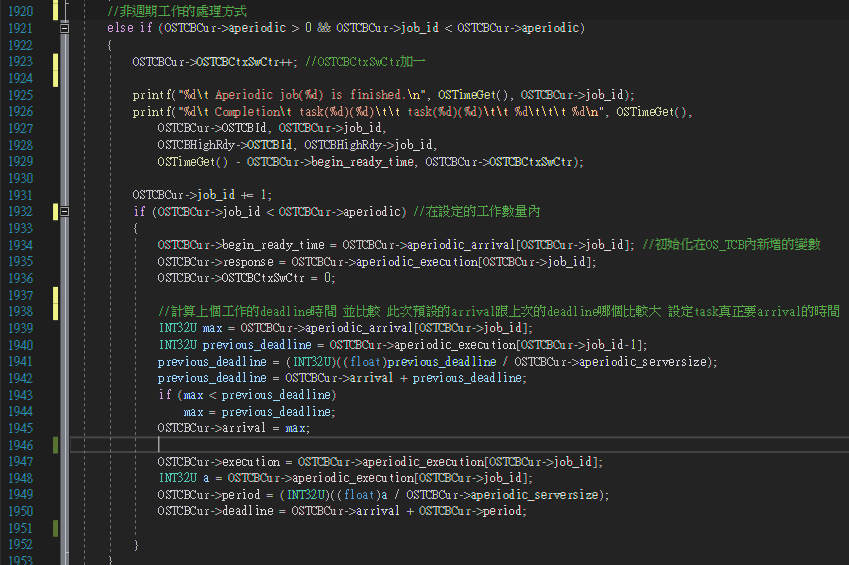 1920 //非週期工作的處理方式
1921 else if (OSTCBCur->aperiodic > 0 && OSTCBCur->job_id < OSTCBCur->aperiodic)
1922 {
1923 OSTCBCur->OSTCBCtxSwCtr++; //OSTCBCtxSwCtr加一
1924
1925 printf("%d\t Aperiodic job(%d) is finished.\n", OSTimeGet(), OSTCBCur->job_id);
1926 printf("%d\t Completion\t task(%d)(%d)\t\t task(%d)(%d)\t\t %d\t\t\t %d\n", OSTimeGet(),
1927 OSTCBCur->OSTCBId, OSTCBCur->job_id,
1928 OSTCBHighRdy->OSTCBId, OSTCBHighRdy->job_id,
1929 OSTimeGet() - OSTCBCur->begin_ready_time, OSTCBCur->OSTCBCtxSwCtr);
1930
1931 OSTCBCur->job_id += 1;
1932 if (OSTCBCur->job_id < OSTCBCur->aperiodic) //在設定的工作數量內
1933 {
1934 OSTCBCur->begin_ready_time = OSTCBCur->aperiodic_arrival[OSTCBCur->job_id]; //初始化在OS_TCB內新增的變數
1935 OSTCBCur->response = OSTCBCur->aperiodic_execution[OSTCBCur->job_id];
1936 OSTCBCur->OSTCBCtxSwCtr = 0;
1937
1938 //計算上個工作的deadline時間 並比較 此次預設的arrival跟上次的deadline哪個比較大 設定task真正要arrival的時間
1939 INT32U max = OSTCBCur->aperiodic_arrival[OSTCBCur->job_id];
1940 INT32U previous_deadline = OSTCBCur->aperiodic_execution[OSTCBCur->job_id-1];
1941 previous_deadline = (INT32U)((float)previous_deadline / OSTCBCur->aperiodic_serversize);
1942 previous_deadline = OSTCBCur->arrival + previous_deadline;
1943 if (max < previous_deadline)
1944 max = previous_deadline;
1945 OSTCBCur->arrival = max;
1946
1947 OSTCBCur->execution = OSTCBCur->aperiodic_execution[OSTCBCur->job_id];
1948 INT32U a = OSTCBCur->aperiodic_execution[OSTCBCur->job_id];
1949 OSTCBCur->period = (INT32U)((float)a / OSTCBCur->aperiodic_serversize);
1950 OSTCBCur->deadline = OSTCBCur->arrival + OSTCBCur->period;
1951
1952 }
1953 }